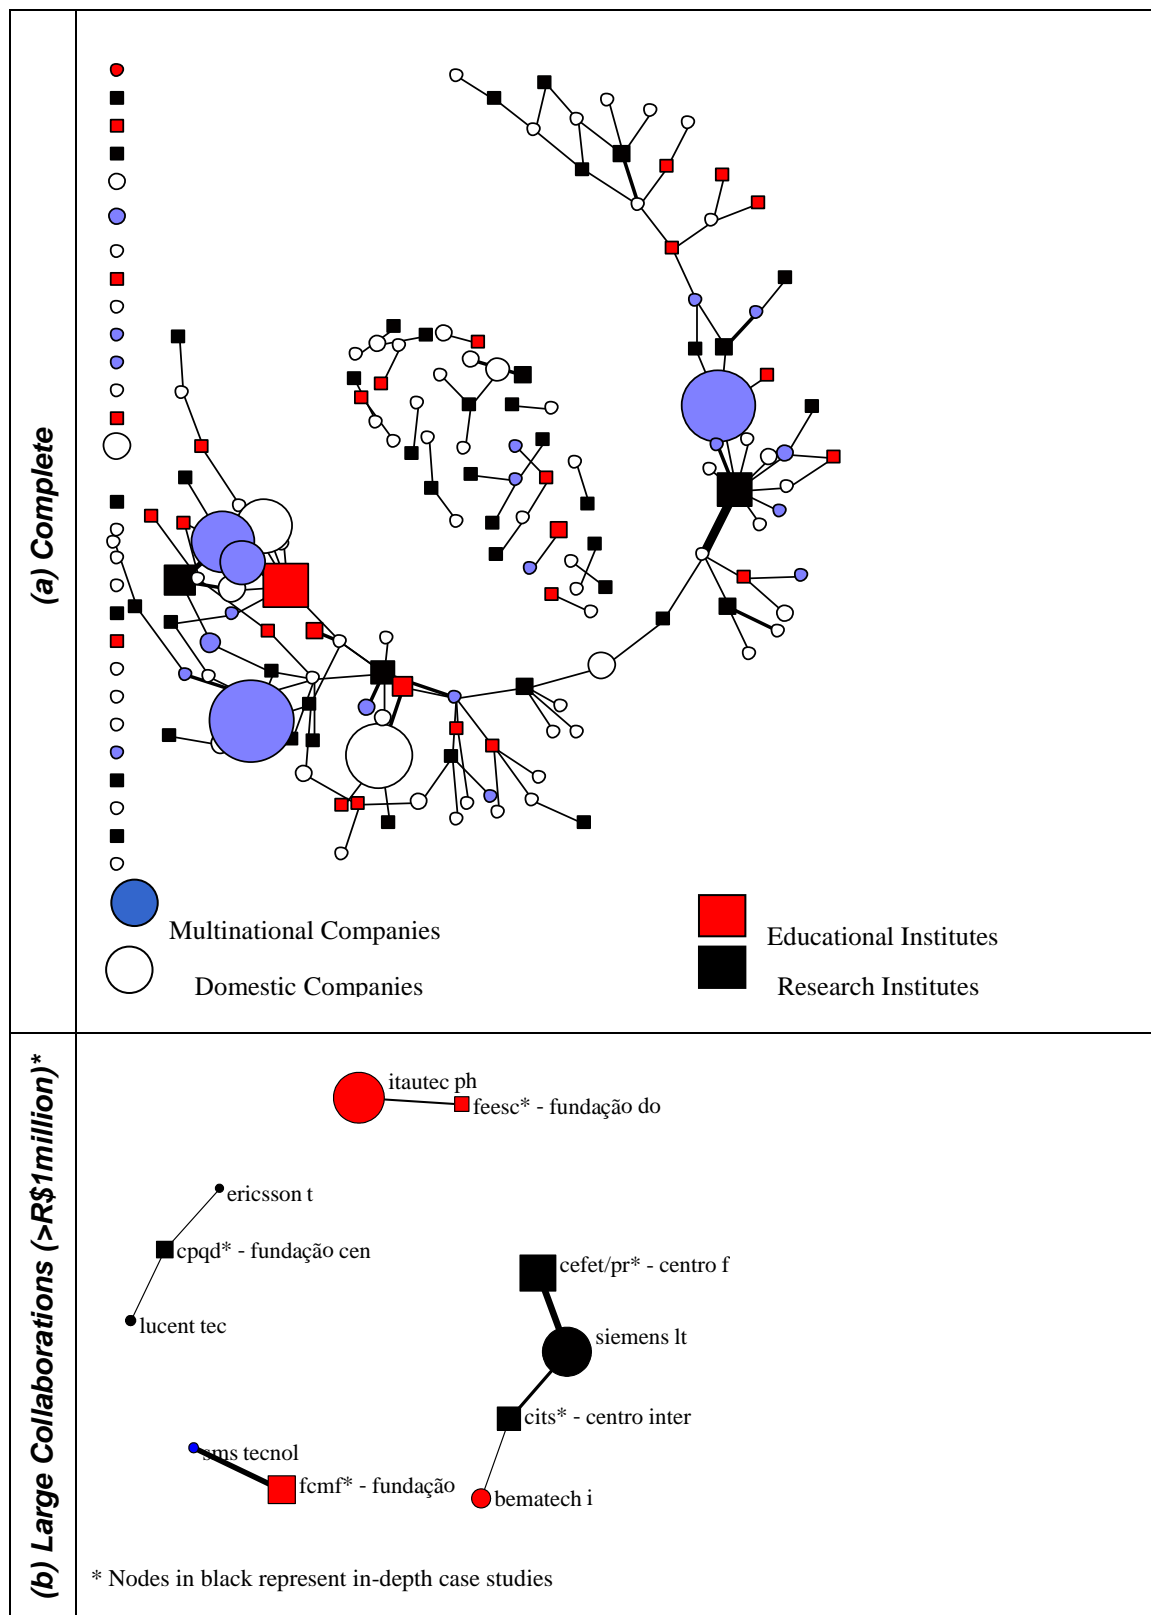 (a) Complete
Multinational Companies
Educational Institutes
Domestic Companies
Research Institutes
(b) Large Collaborations (>R$1million)*
itautec ph
feesc* - fundação do
ericsson t
cpqd* - fundação cen
lucent tec
cefet/pr* - centro f
siemens lt
cits* - centro inter
sms tecnol
fcmf* - fundação
bematech i
* Nodes in black represent in-depth case studies